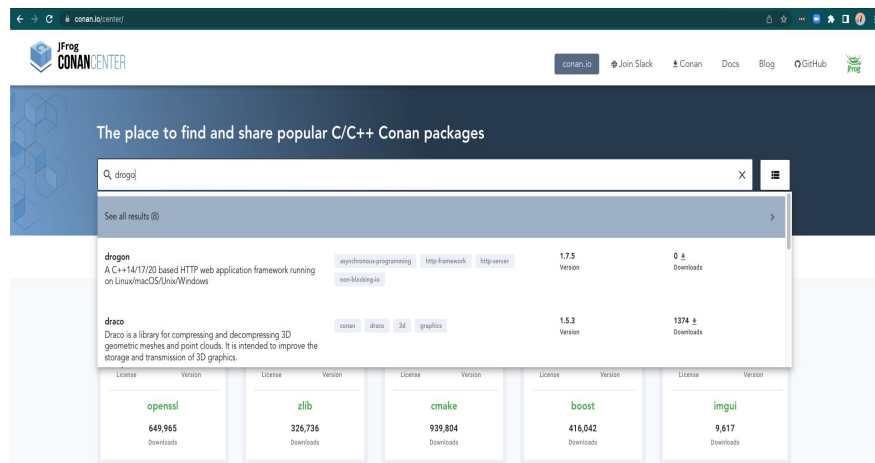 conan.io/center/
JFrog
CONANCENTER
conan.io
Join Slack
Conan
Docs
Blog
GitHub
JFrog
The place to find and share popular C/C++ Conan packages
drogo
X
See all results (8)
drogon
A C++14/17/20 based HTTP web application framework running
on Linux/macOS/Unix/Windows
asynchronous-programming http-framework http-server
non-blocking-io
1.7.5
Version
0
Downloads
draco
Draco is a library for compressing and decompressing 3D
geometric meshes and point clouds. It is intended to improve the
storage and transmission of 3D graphics.
conan draco 3d graphics
1.5.3
Version
1374
Downloads
License Version License Version License Version License Version License Version
openssl zlib cmake boost imgui
649,965 326,736 939,804 416,042 9,617
Downloads Downloads Downloads Downloads Downloads